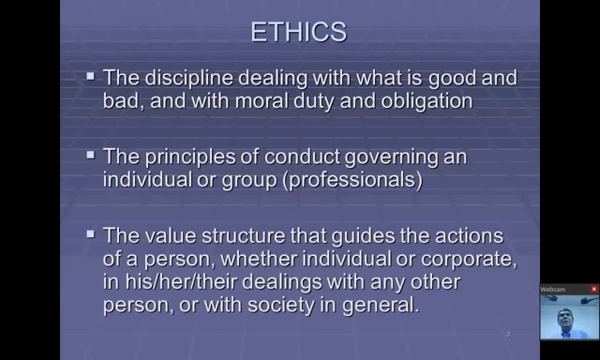 ETHICS
▪ The discipline dealing with what is good and
bad, and with moral duty and obligation
▪ The principles of conduct governing an
individual or group (professionals)
▪ The value structure that guides the actions
of a person, whether individual or corporate,
in his/her/their dealings with any other
person, or with society in general.
3
Webcam